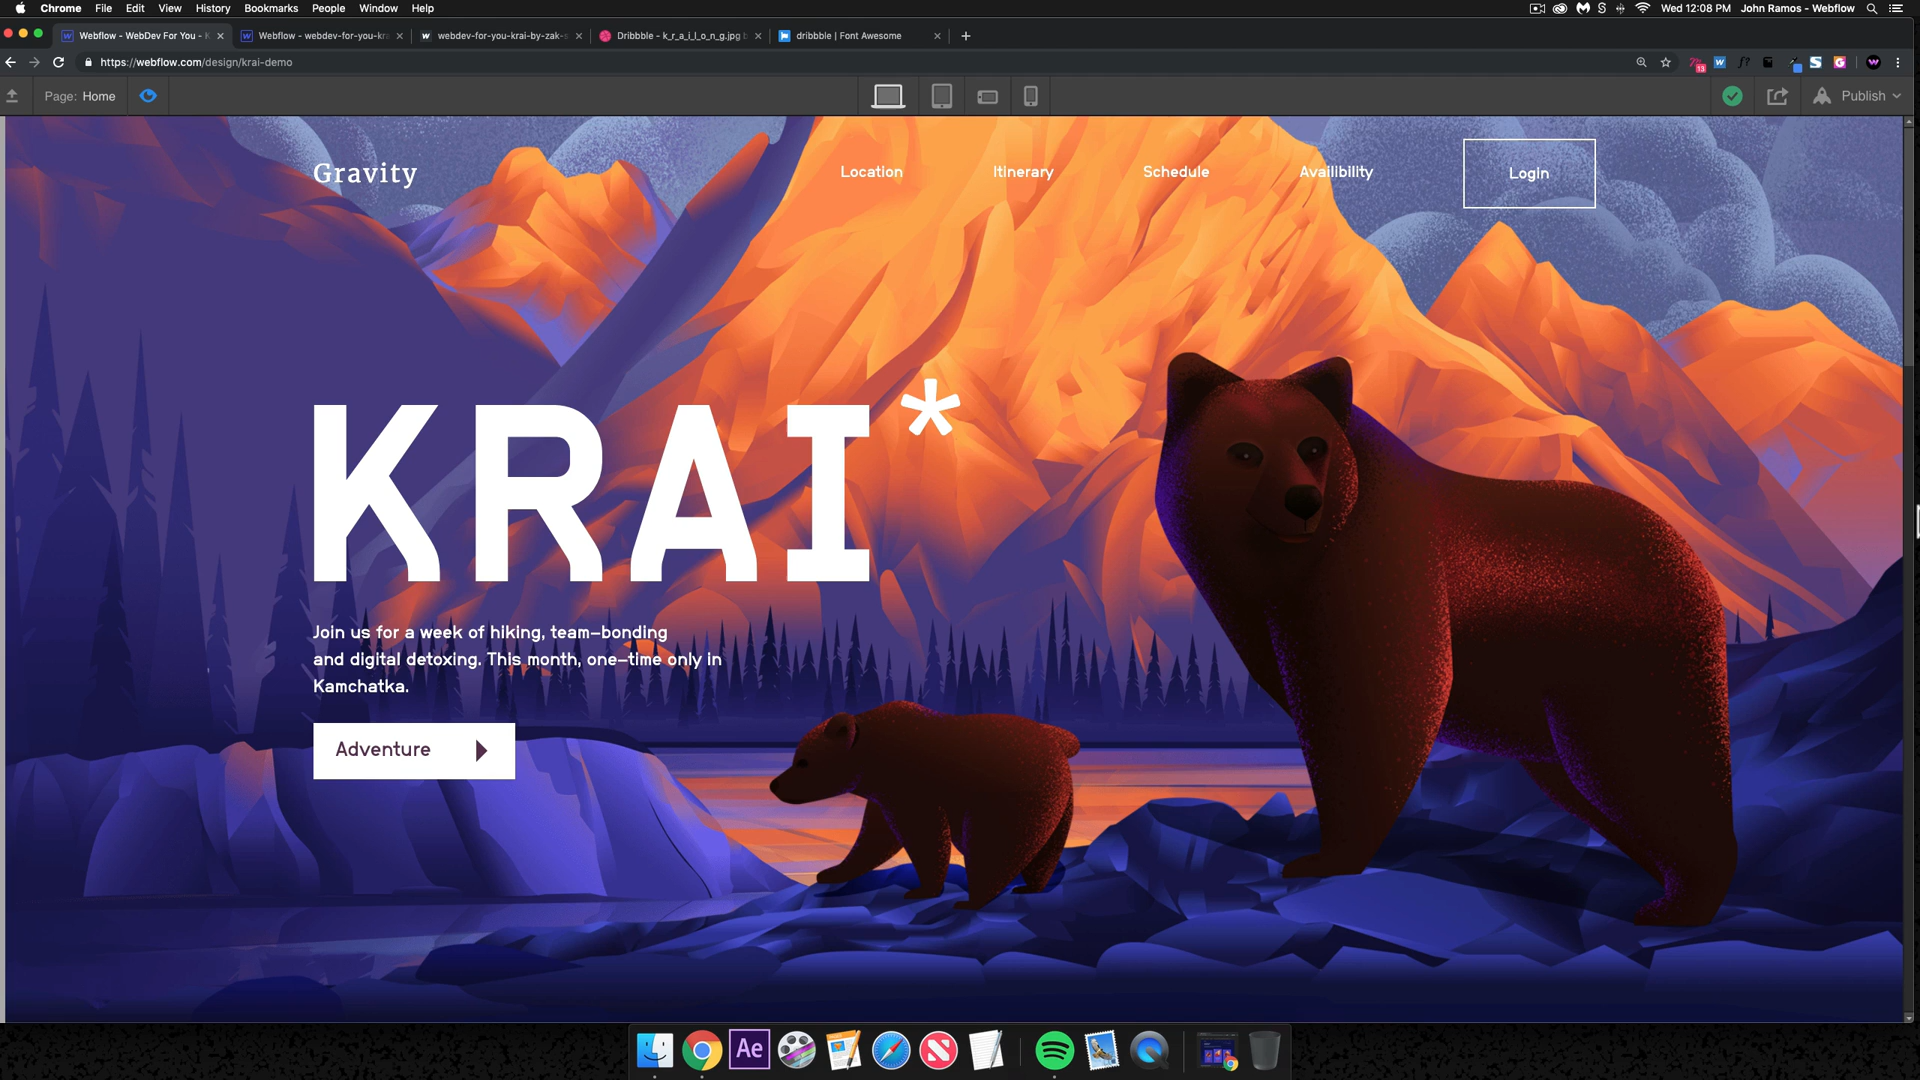 Chrome File Edit View History Bookmarks People Window Help
Wed 12:08 PM John Ramos - Webflow
Webflow - WebDev For You - K
Webflow - webdev-for-you-kra
webdev-for-you-krai-by-zak-s
Dribbble - k_r_a_i_l_o_n_g.jpg b
dribbble | Font Awesome
https://webflow.com/design/krai-demo
13
Page: Home
Publish
Gravity
Location
Itinerary
Schedule
Availibility
Login
KRAI*
Join us for a week of hiking, team-bonding
and digital detoxing. This month, one-time only in
Kamchatka.
Adventure
Ae